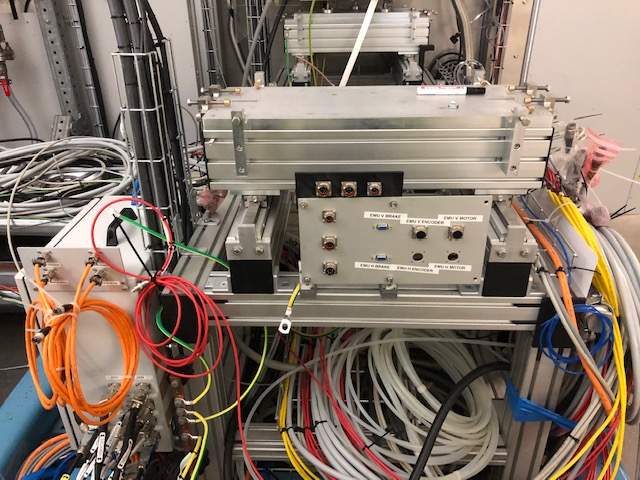 EMU V BRAKE
EMU V ENCODER
EMU V MOTOR
EMU H BRAKE
EMU H ENCODER
EMU H MOTOR